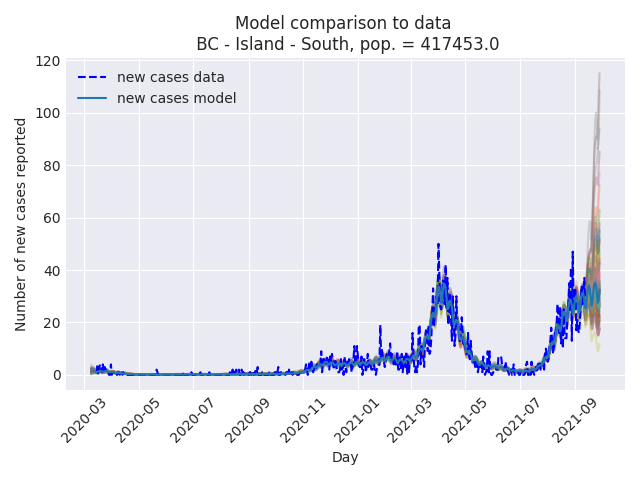 Model comparison to data
BC - Island - South, pop. = 417453.0
120
100
80
60
40
20
0
Number of new cases reported
new cases data
new cases model
2020-03
2020-05
2020-07
2020-09
2020-11
2021-01
2021-03
2021-05
2021-07
2021-09
Day